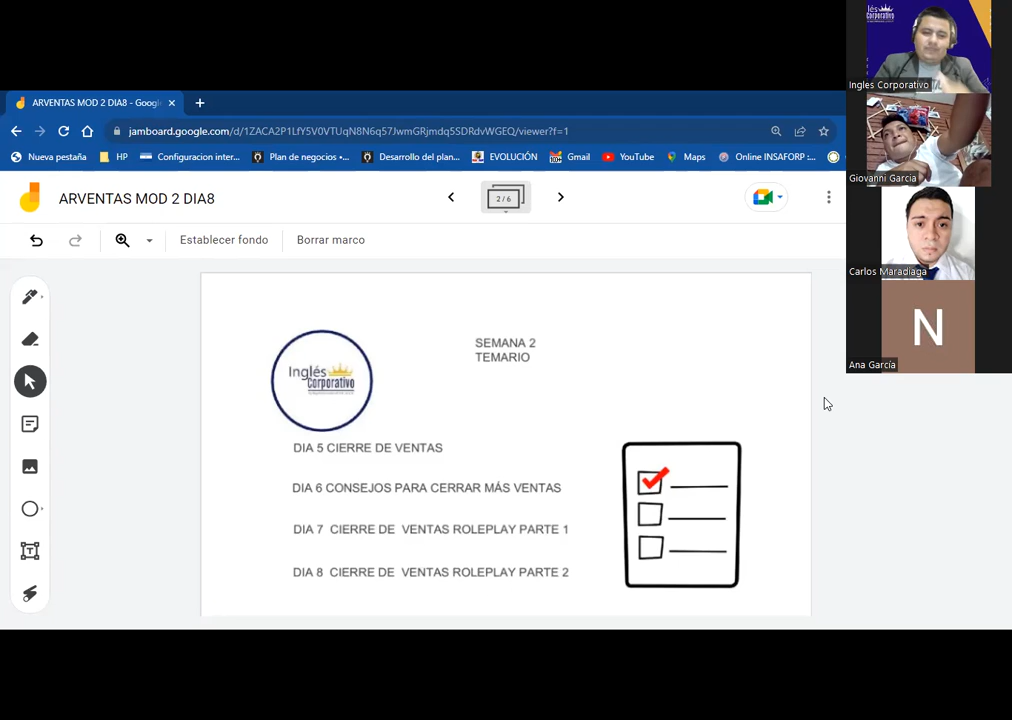 ARVENTAS MOD 2 DIA8 - Googl
jamboard.google.com/d/1ZACA2P1LfY5V0VTUqN8N6q57JwmGRjmdq5SDRdvWGEQ/viewer?f=1
Nueva pestaña
HP
Configuracion inter...
Plan de negocios (...
Desarrollo del plan...
EVOLUCIÓN
Gmail
YouTube
Maps
Online INSAFORP :...
ARVENTAS MOD 2 DIA8
2 / 6
Establecer fondo
Borrar marco
Inglés
Corporativo
SEMANA 2
TEMARIO
DIA 5 CIERRE DE VENTAS
DIA 6 CONSEJOS PARA CERRAR MÁS VENTAS
DIA 7 CIERRE DE VENTAS ROLEPLAY PARTE 1
DIA 8 CIERRE DE VENTAS ROLEPLAY PARTE 2
Ingles Corporativo
Giovanni Garcia
Carlos Maradiaga
N
Ana García